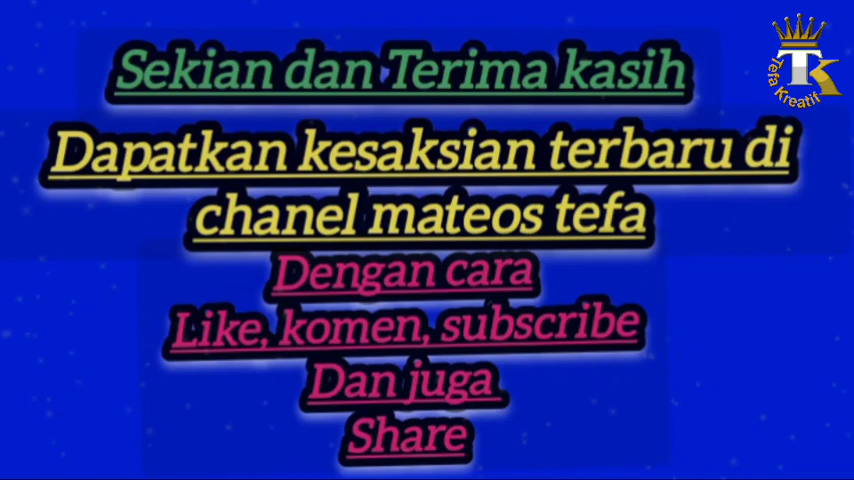 Sekian dan Terima kasih
Dapatkan kesaksian terbaru di
chanel mateos tefa
Dengan cara
Like, komen, subscribe
Dan juga
Share
TK
Tefa Kreatif